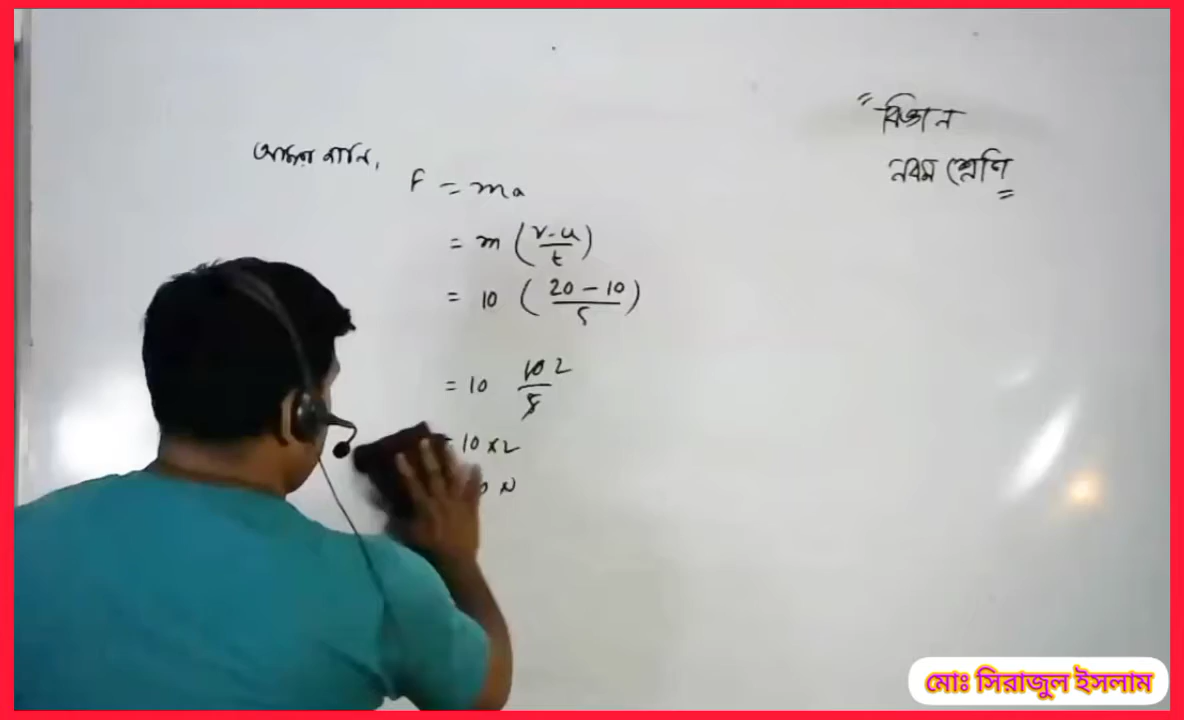 "বিজ্ঞান
নবম শ্রেণি"
আমরা জানি,
F = ma
= m (v-u/t)
= 10 (20 - 10/5)
= 10 10/5 2
= 10 × 2
N
মোঃ সিরাজুল ইসলাম